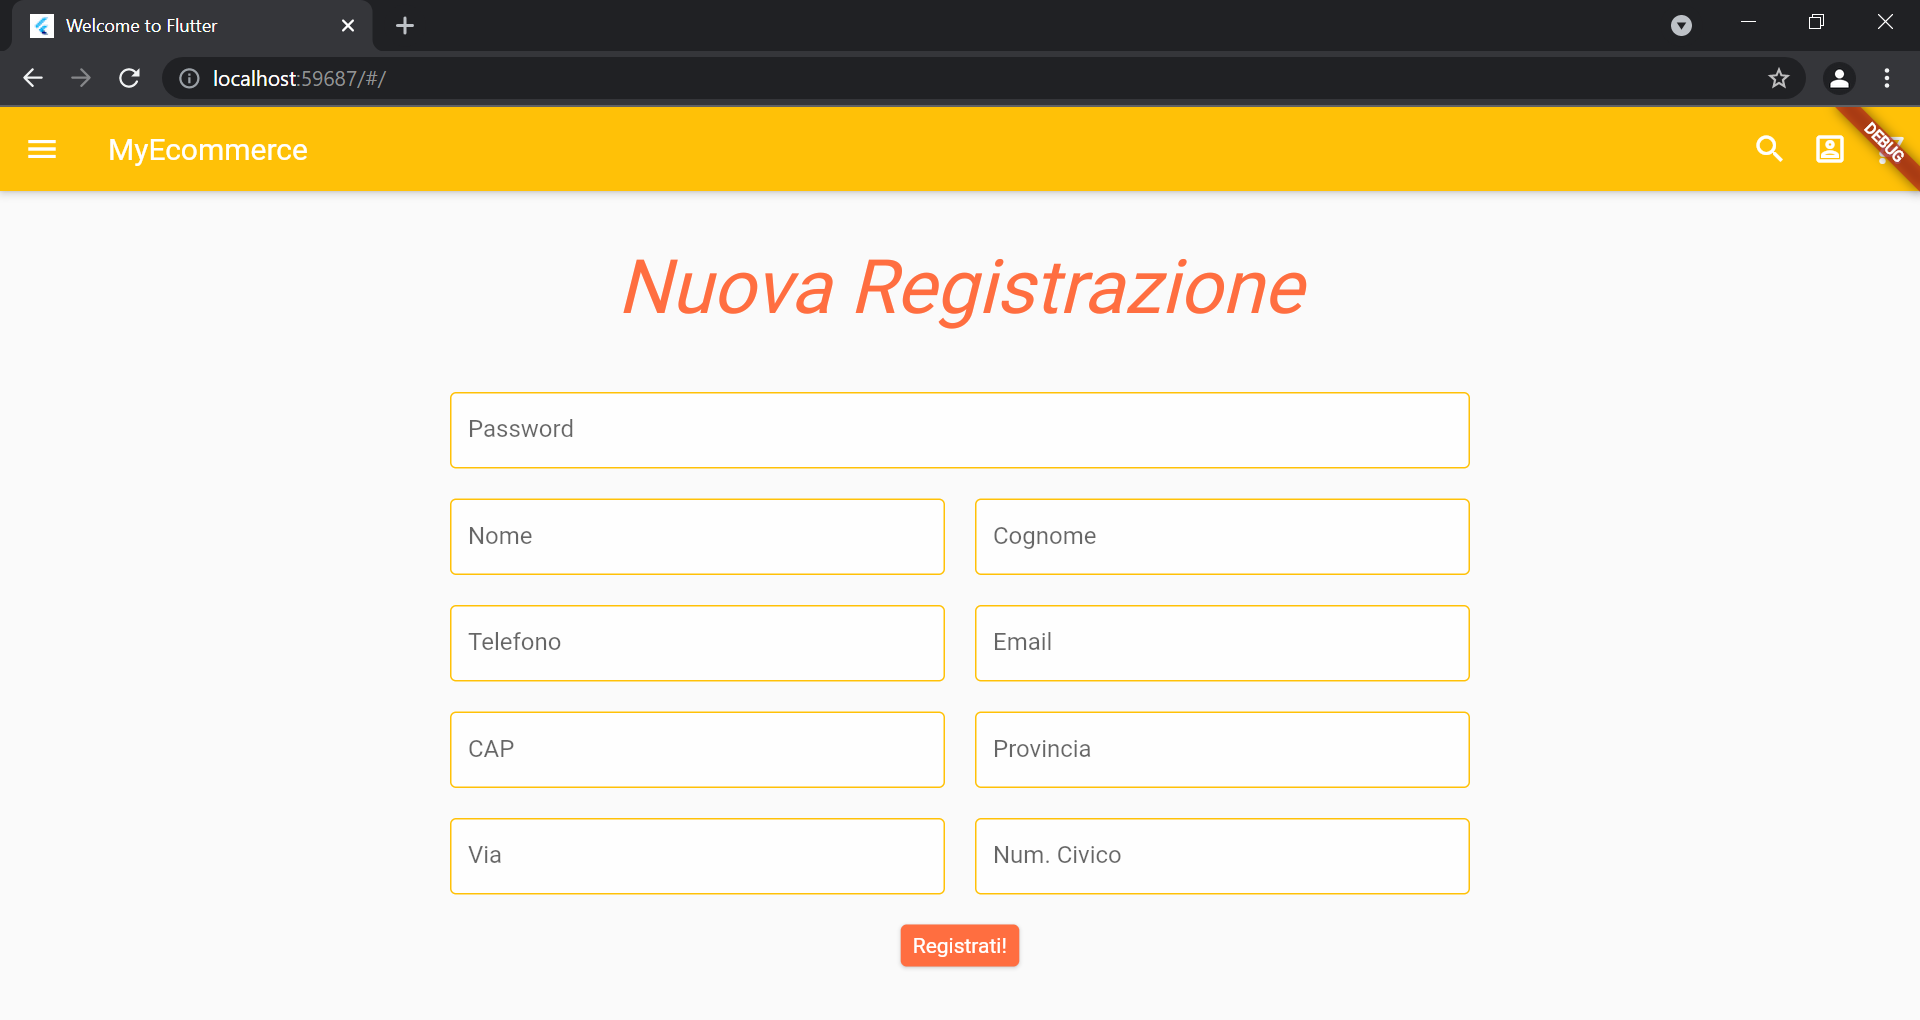 Welcome to Flutter
localhost:59687/#/
MyEcommerce
DEBUG
Nuova Registrazione
Password
Nome Cognome
Telefono Email
CAP Provincia
Via Num. Civico
Registrati!